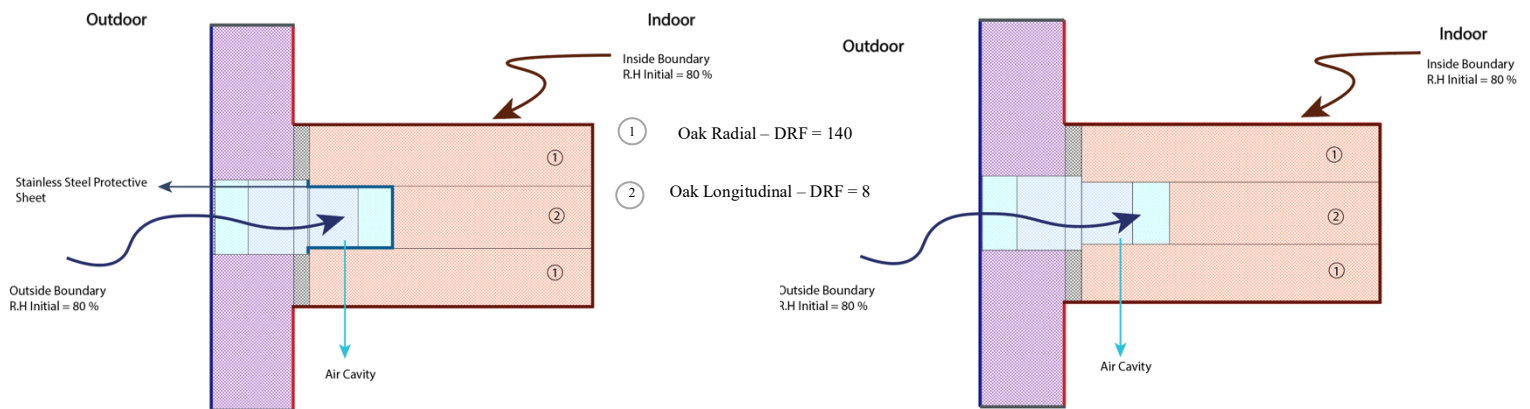 Outdoor
Indoor
Inside Boundary
R.H Initial = 80 %
1 Oak Radial – DRF = 140
2 Oak Longitudinal – DRF = 8
1
2
1
Stainless Steel Protective
Sheet
Outside Boundary
R.H Initial = 80 %
Air Cavity
Outdoor
Indoor
Inside Boundary
R.H Initial = 80 %
1
2
1
Outside Boundary
R.H Initial = 80 %
Air Cavity